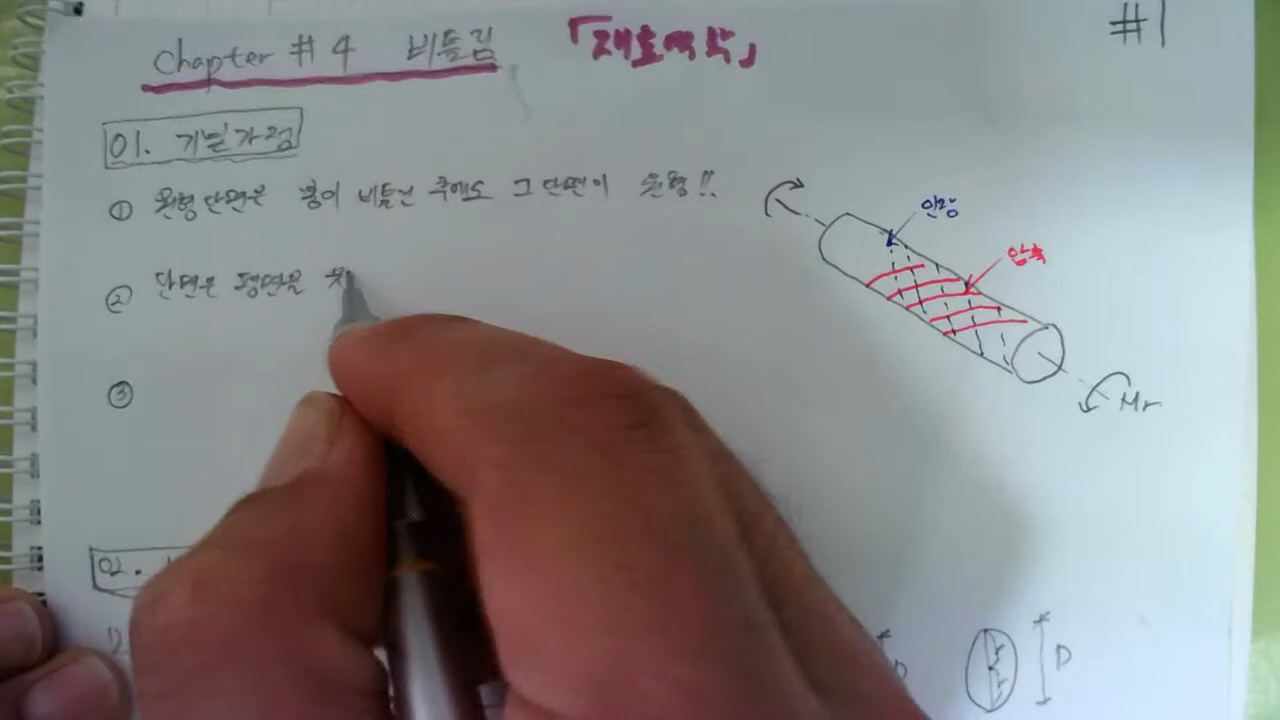 Chapter #4 비틀림 「재료역학」 #1
01. 기본가정
① 원형단면은 봉이 비틀린 후에도 그 단면이 원형!!
② 단면은 평면을
③
인장
압축
02.
D